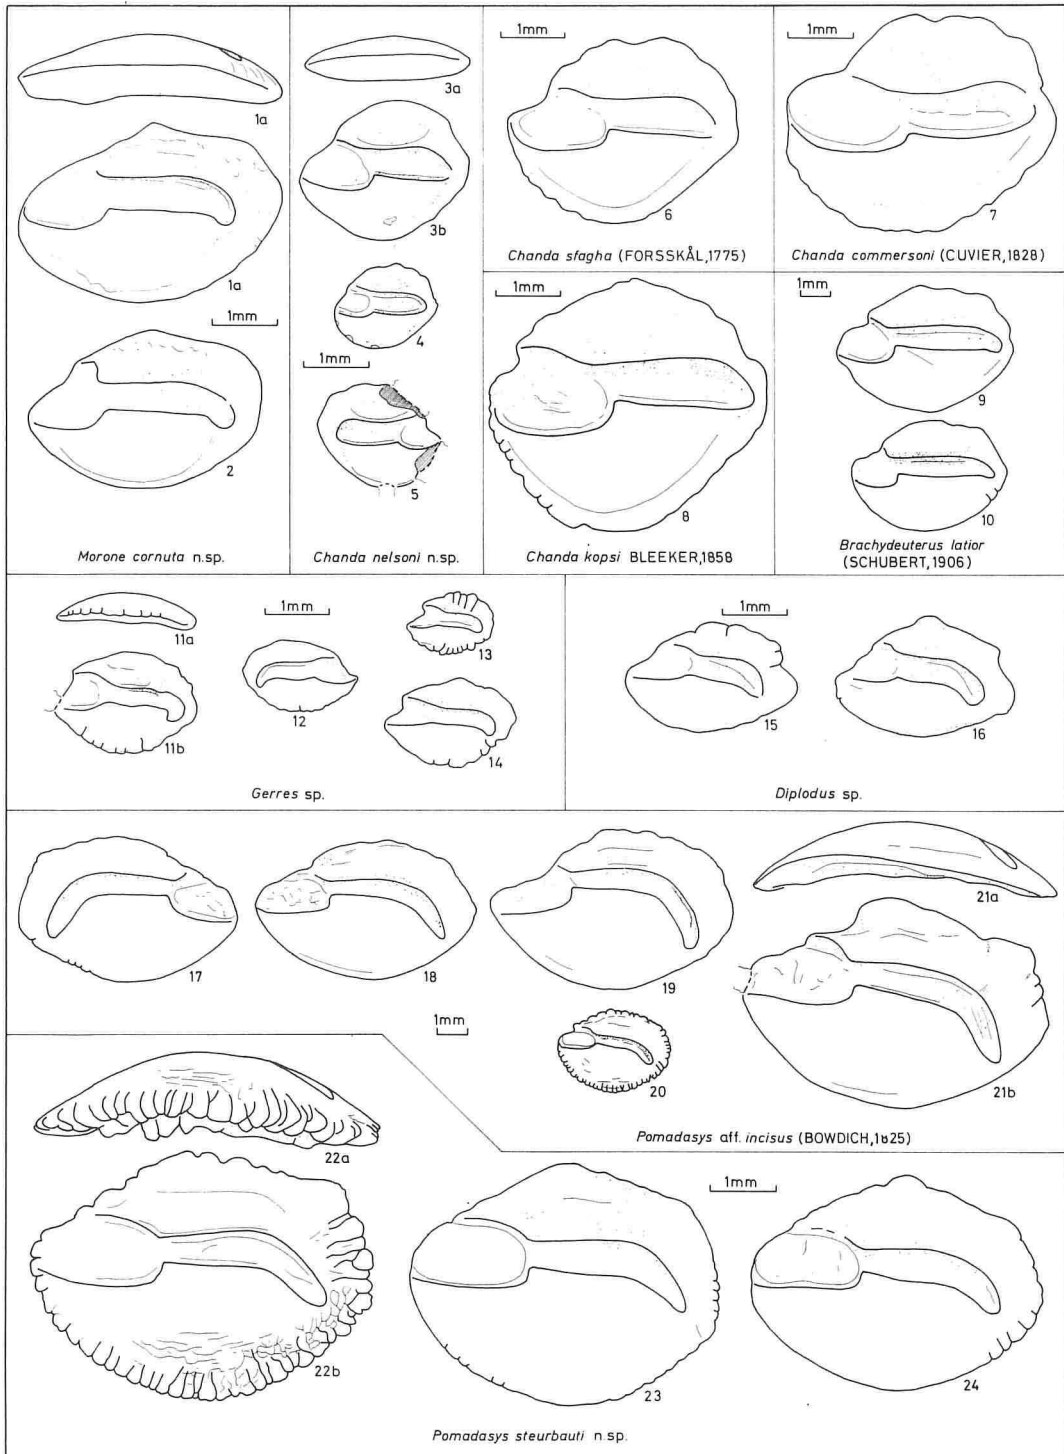 1a
1a
1mm
2
Morone cornuta n.sp.
3a
3b
4
1mm
5
Chanda nelsoni n.sp.
1mm
6
Chanda sfagha (FORSSKÅL,1775)
1mm
7
Chanda commersoni (CUVIER,1828)
1mm
8
Chanda kopsi BLEEKER,1858
1mm
9
10
Brachydeuterus latior
(SCHUBERT,1906)
11a
11b
1mm
12
13
14
Gerres sp.
1mm
15
16
Diplodus sp.
17
18
19
1mm
20
21a
21b
Pomadasys aff. incisus (BOWDICH,1825)
22a
22b
1mm
23
24
Pomadasys steurbauti n.sp.